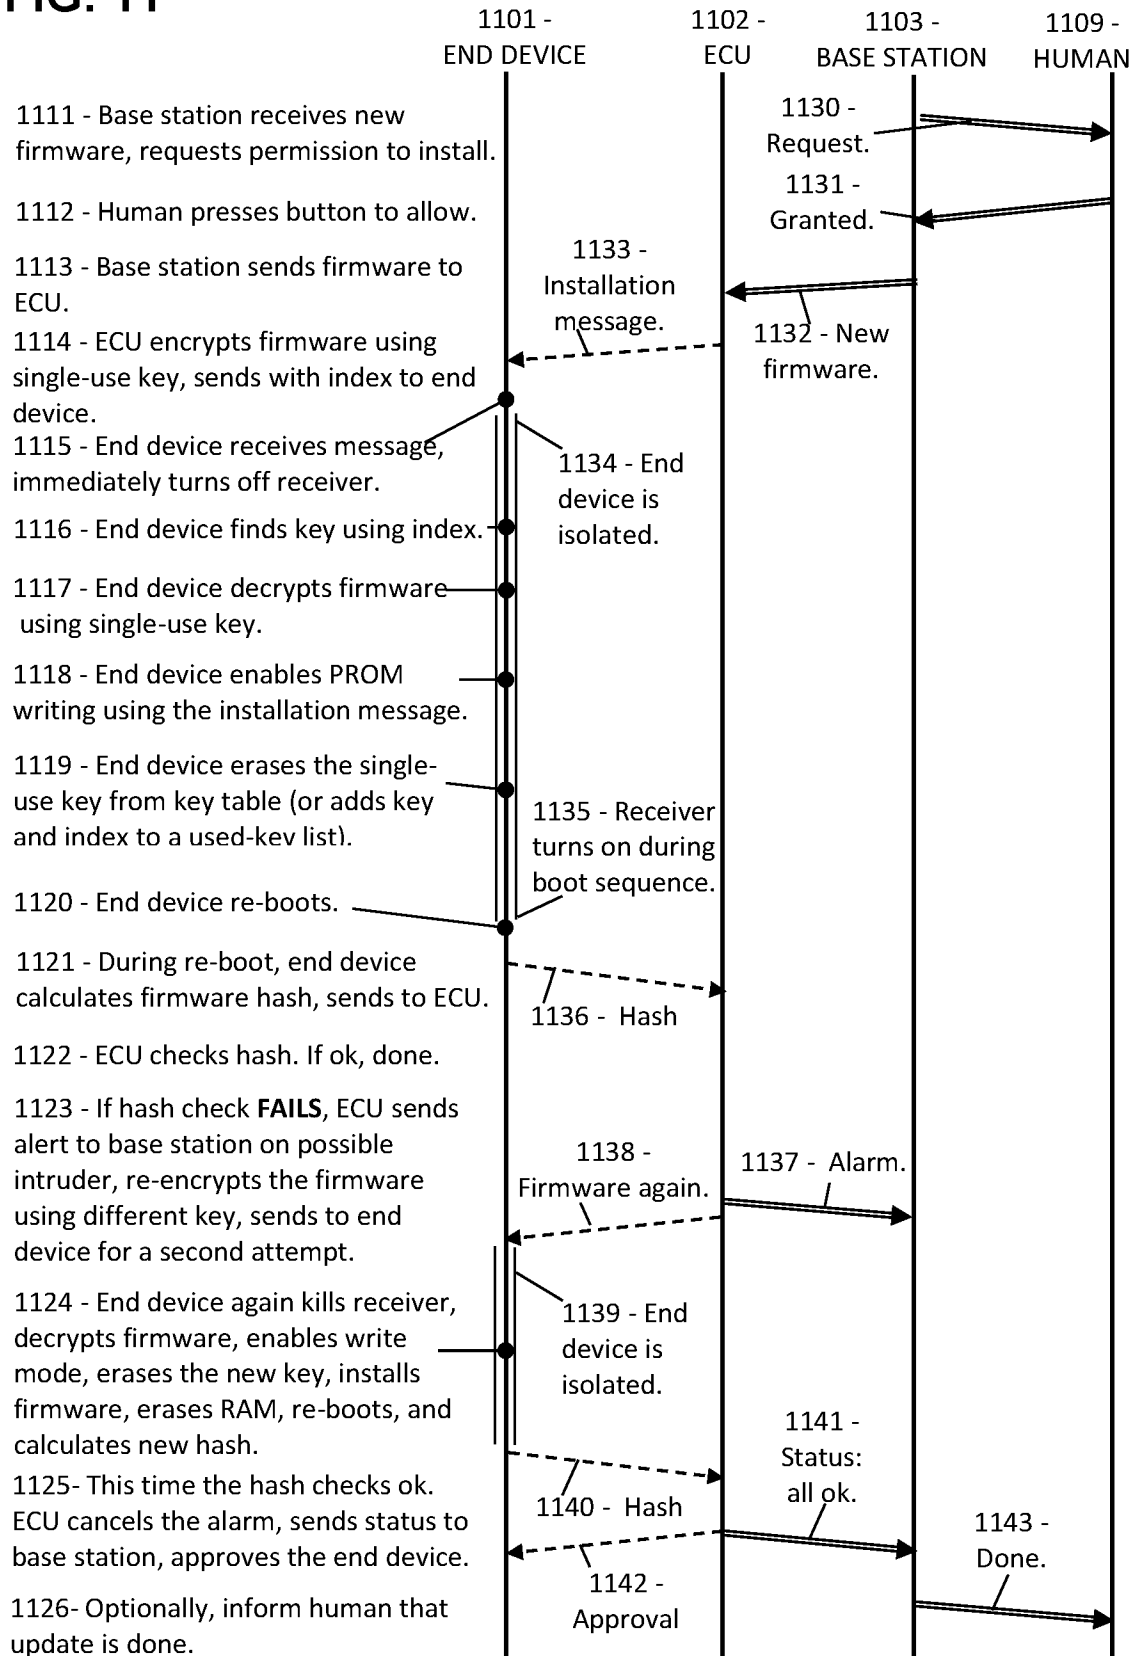 FIG. 11
1101 -
END DEVICE
1102 -
ECU
1103 -
BASE STATION
1109 -
HUMAN
1111 - Base station receives new
firmware, requests permission to install.
1130 -
Request.
1131 -
Granted.
1112 - Human presses button to allow.
1113 - Base station sends firmware to
ECU.
1133 -
Installation
message.
1132 - New
firmware.
1114 - ECU encrypts firmware using
single-use key, sends with index to end
device.
1115 - End device receives message,
immediately turns off receiver.
1134 - End
device is
isolated.
1116 - End device finds key using index.
1117 - End device decrypts firmware
using single-use key.
1118 - End device enables PROM
writing using the installation message.
1119 - End device erases the single-
use key from key table (or adds key
and index to a used-key list).
1135 - Receiver
turns on during
boot sequence.
1120 - End device re-boots.
1121 - During re-boot, end device
calculates firmware hash, sends to ECU.
1136 - Hash
1122 - ECU checks hash. If ok, done.
1123 - If hash check FAILS, ECU sends
alert to base station on possible
intruder, re-encrypts the firmware
using different key, sends to end
device for a second attempt.
1138 -
Firmware again.
1137 - Alarm.
1124 - End device again kills receiver,
decrypts firmware, enables write
mode, erases the new key, installs
firmware, erases RAM, re-boots, and
calculates new hash.
1139 - End
device is
isolated.
1141 -
Status:
all ok.
1140 - Hash
1125- This time the hash checks ok.
ECU cancels the alarm, sends status to
base station, approves the end device.
1142 -
Approval
1143 -
Done.
1126- Optionally, inform human that
update is done.